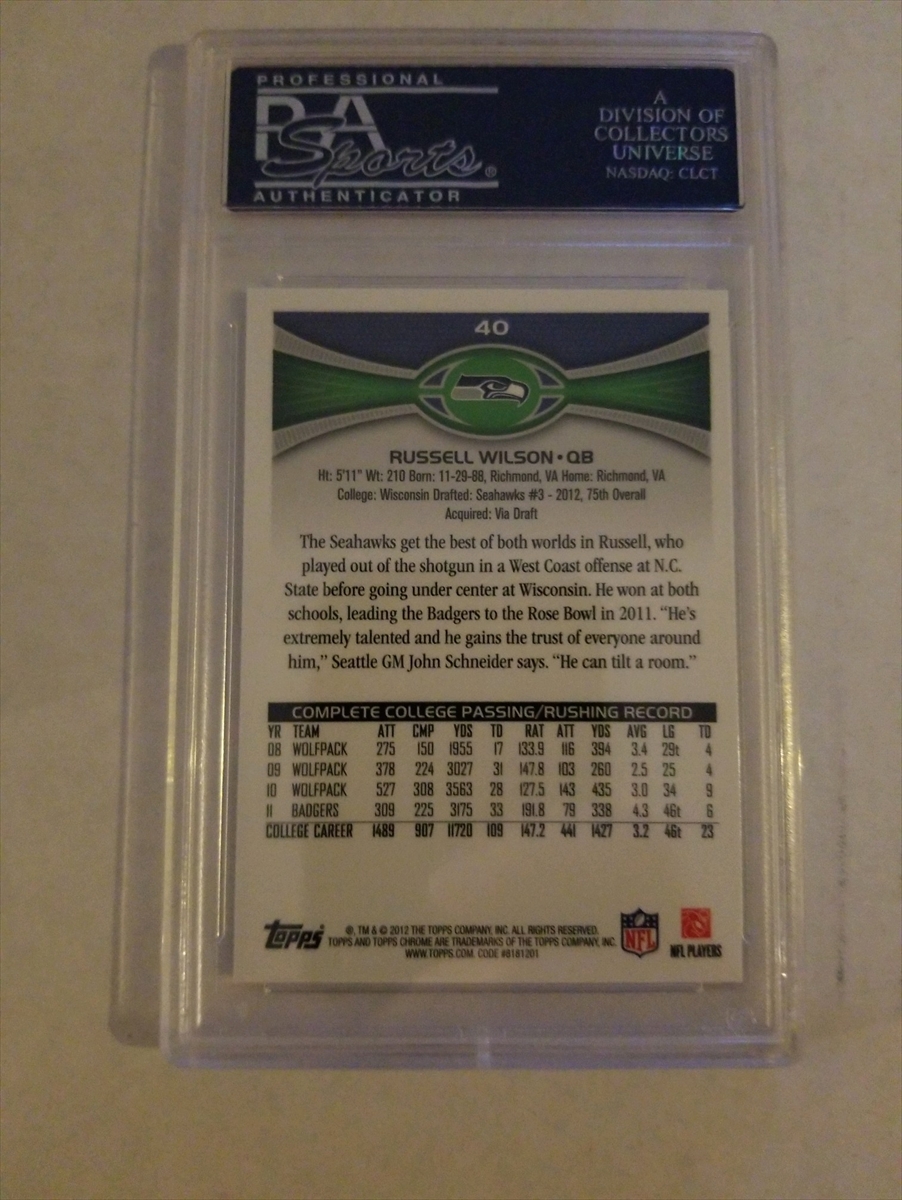 PROFESSIONAL
PSA
Sports®
AUTHENTICATOR
A
DIVISION OF
COLLECTORS
UNIVERSE
NASDAQ: CLCT
40
RUSSELL WILSON • QB
Ht: 5'11" Wt: 210 Born: 11-29-88, Richmond, VA Home: Richmond, VA
College: Wisconsin Drafted: Seahawks #3 - 2012, 75th Overall
Acquired: Via Draft
The Seahawks get the best of both worlds in Russell, who
played out of the shotgun in a West Coast offense at N.C.
State before going under center at Wisconsin. He won at both
schools, leading the Badgers to the Rose Bowl in 2011. “He’s
extremely talented and he gains the trust of everyone around
him,” Seattle GM John Schneider says. “He can tilt a room.”
COMPLETE COLLEGE PASSING/RUSHING RECORD
YR TEAM ATT CMP YDS TD RAT ATT YDS AVG LG TD
08 WOLFPACK 275 150 1955 17 133.9 116 394 3.4 29t 4
09 WOLFPACK 378 224 3027 31 147.8 103 260 2.5 25 4
10 WOLFPACK 527 308 3563 28 127.5 143 435 3.0 34 9
11 BADGERS 309 225 3175 33 191.8 79 338 4.3 46t 6
COLLEGE CAREER 1489 907 11720 109 147.2 441 1427 3.2 46t 23
Topps
®, TM & © 2012 THE TOPPS COMPANY, INC. ALL RIGHTS RESERVED.
TOPPS AND TOPPS CHROME ARE TRADEMARKS OF THE TOPPS COMPANY, INC.
WWW.TOPPS.COM. CODE #8181201
NFL
NFL PLAYERS